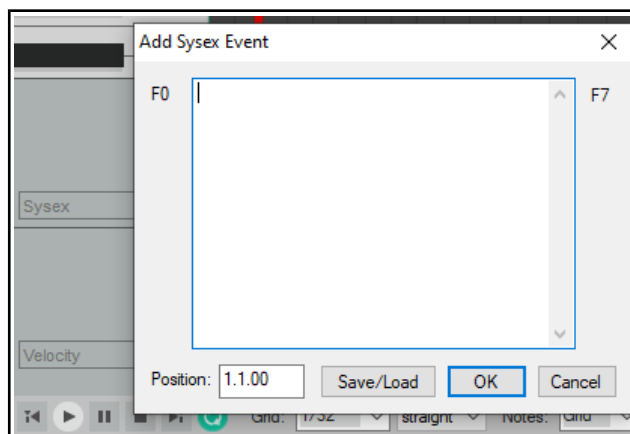 Add Sysex Event
F0
F7
Sysex
Velocity
Position: 1.1.00 Save/Load OK Cancel
Grid: 1/32 straight Notes: Grid